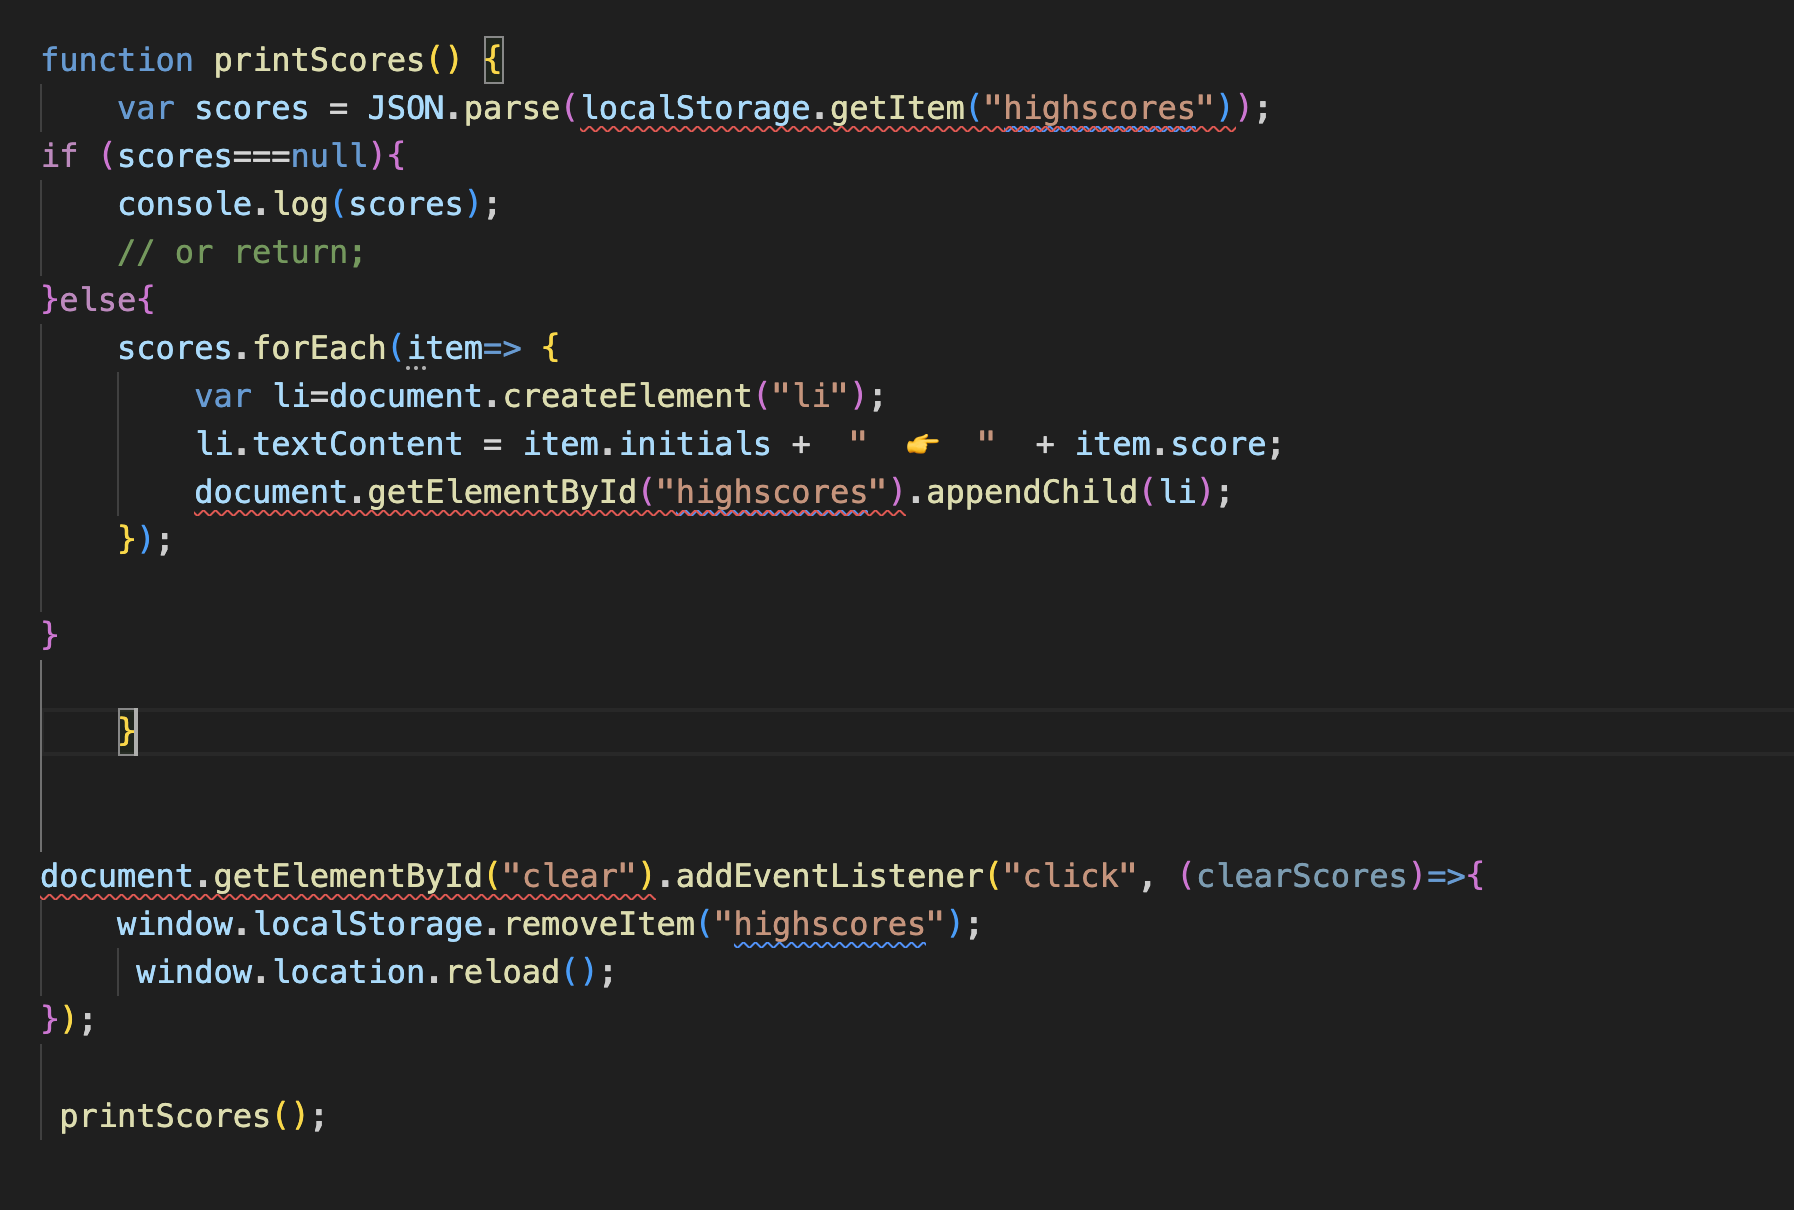 function printScores() {
    var scores = JSON.parse(localStorage.getItem("highscores"));
if (scores===null){
    console.log(scores);
    // or return;
}else{
    scores.forEach(item=> {
        var li=document.createElement("li");
        li.textContent = item.initials +  "  👉  "  + item.score;
        document.getElementById("highscores").appendChild(li);
    });
}
    }
document.getElementById("clear").addEventListener("click", (clearScores)=>{
    window.localStorage.removeItem("highscores");
     window.location.reload();
});
 printScores();